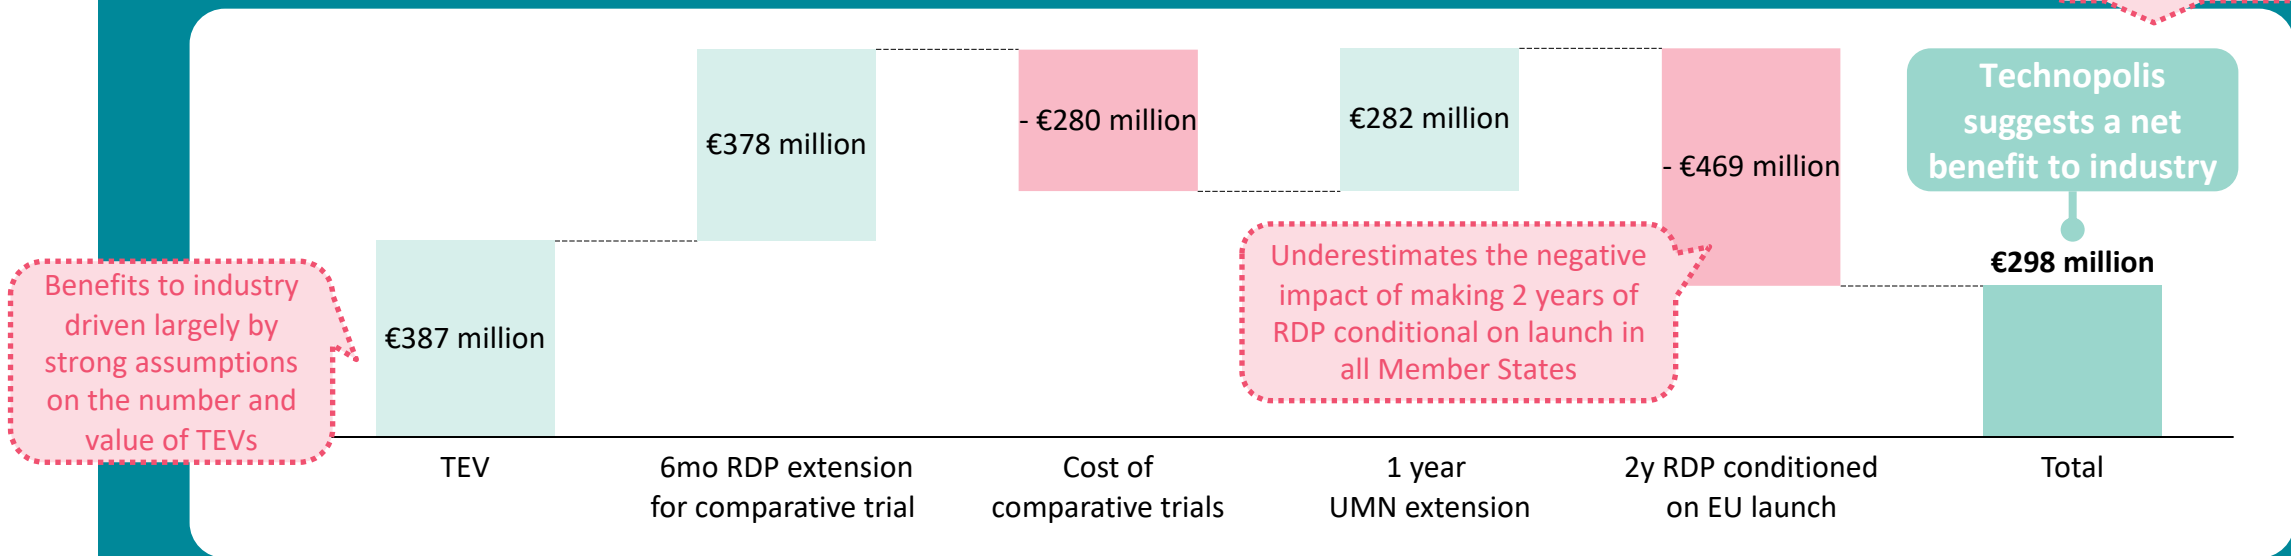 €378 million
- €280 million
€282 million
- €469 million
Technopolis
suggests a net
benefit to industry
€298 million
Benefits to industry
driven largely by
strong assumptions
on the number and
value of TEVs
€387 million
Underestimates the negative
impact of making 2 years of
RDP conditional on launch in
all Member States
TEV
6mo RDP extension
for comparative trial
Cost of
comparative trials
1 year
UMN extension
2y RDP conditioned
on EU launch
Total